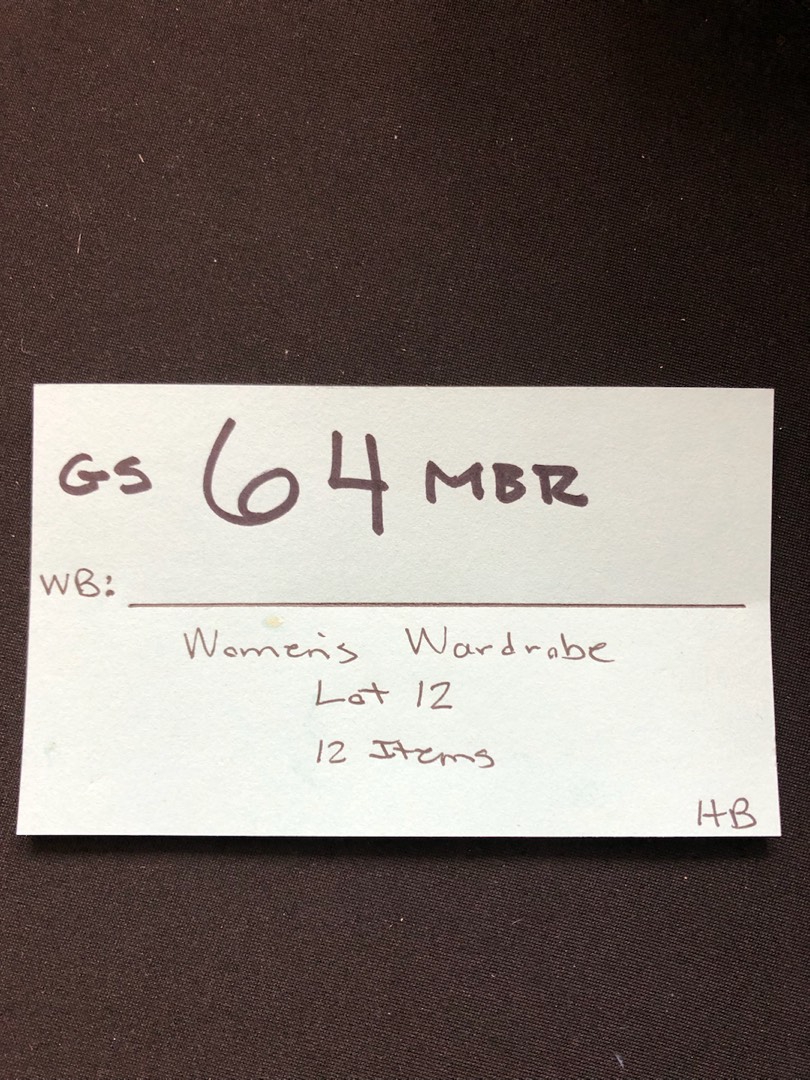 GS 64 MBR
WB:
Women's Wardrobe
Lot 12
12 Items
HB